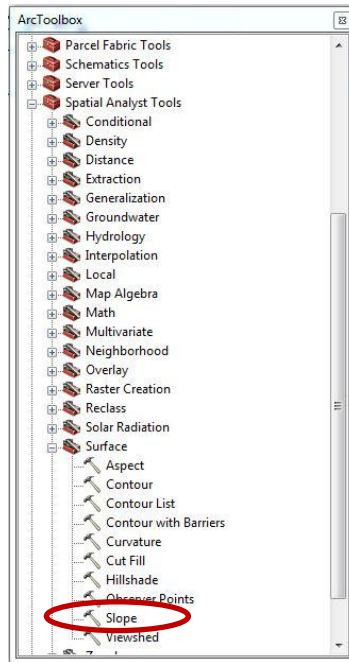 ArcToolbox
Parcel Fabric Tools
Schematics Tools
Server Tools
Spatial Analyst Tools
Conditional
Density
Distance
Extraction
Generalization
Groundwater
Hydrology
Interpolation
Local
Map Algebra
Math
Multivariate
Neighborhood
Overlay
Raster Creation
Reclass
Solar Radiation
Surface
Aspect
Contour
Contour List
Contour with Barriers
Curvature
Cut Fill
Hillshade
Observer Points
Slope
Viewshed